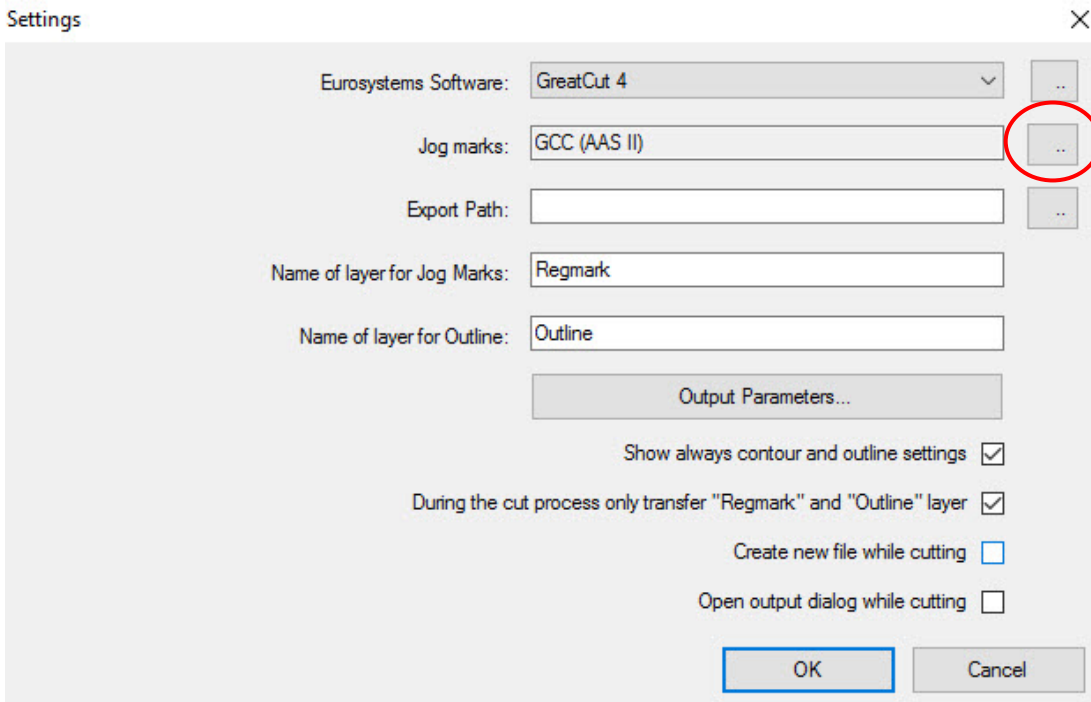 Settings
Eurosystems Software: GreatCut 4 ..
Jog marks: GCC (AAS II) ..
Export Path: ..
Name of layer for Jog Marks: Regmark
Name of layer for Outline: Outline
Output Parameters...
Show always contour and outline settings
During the cut process only transfer "Regmark" and "Outline" layer
Create new file while cutting
Open output dialog while cutting
OK Cancel